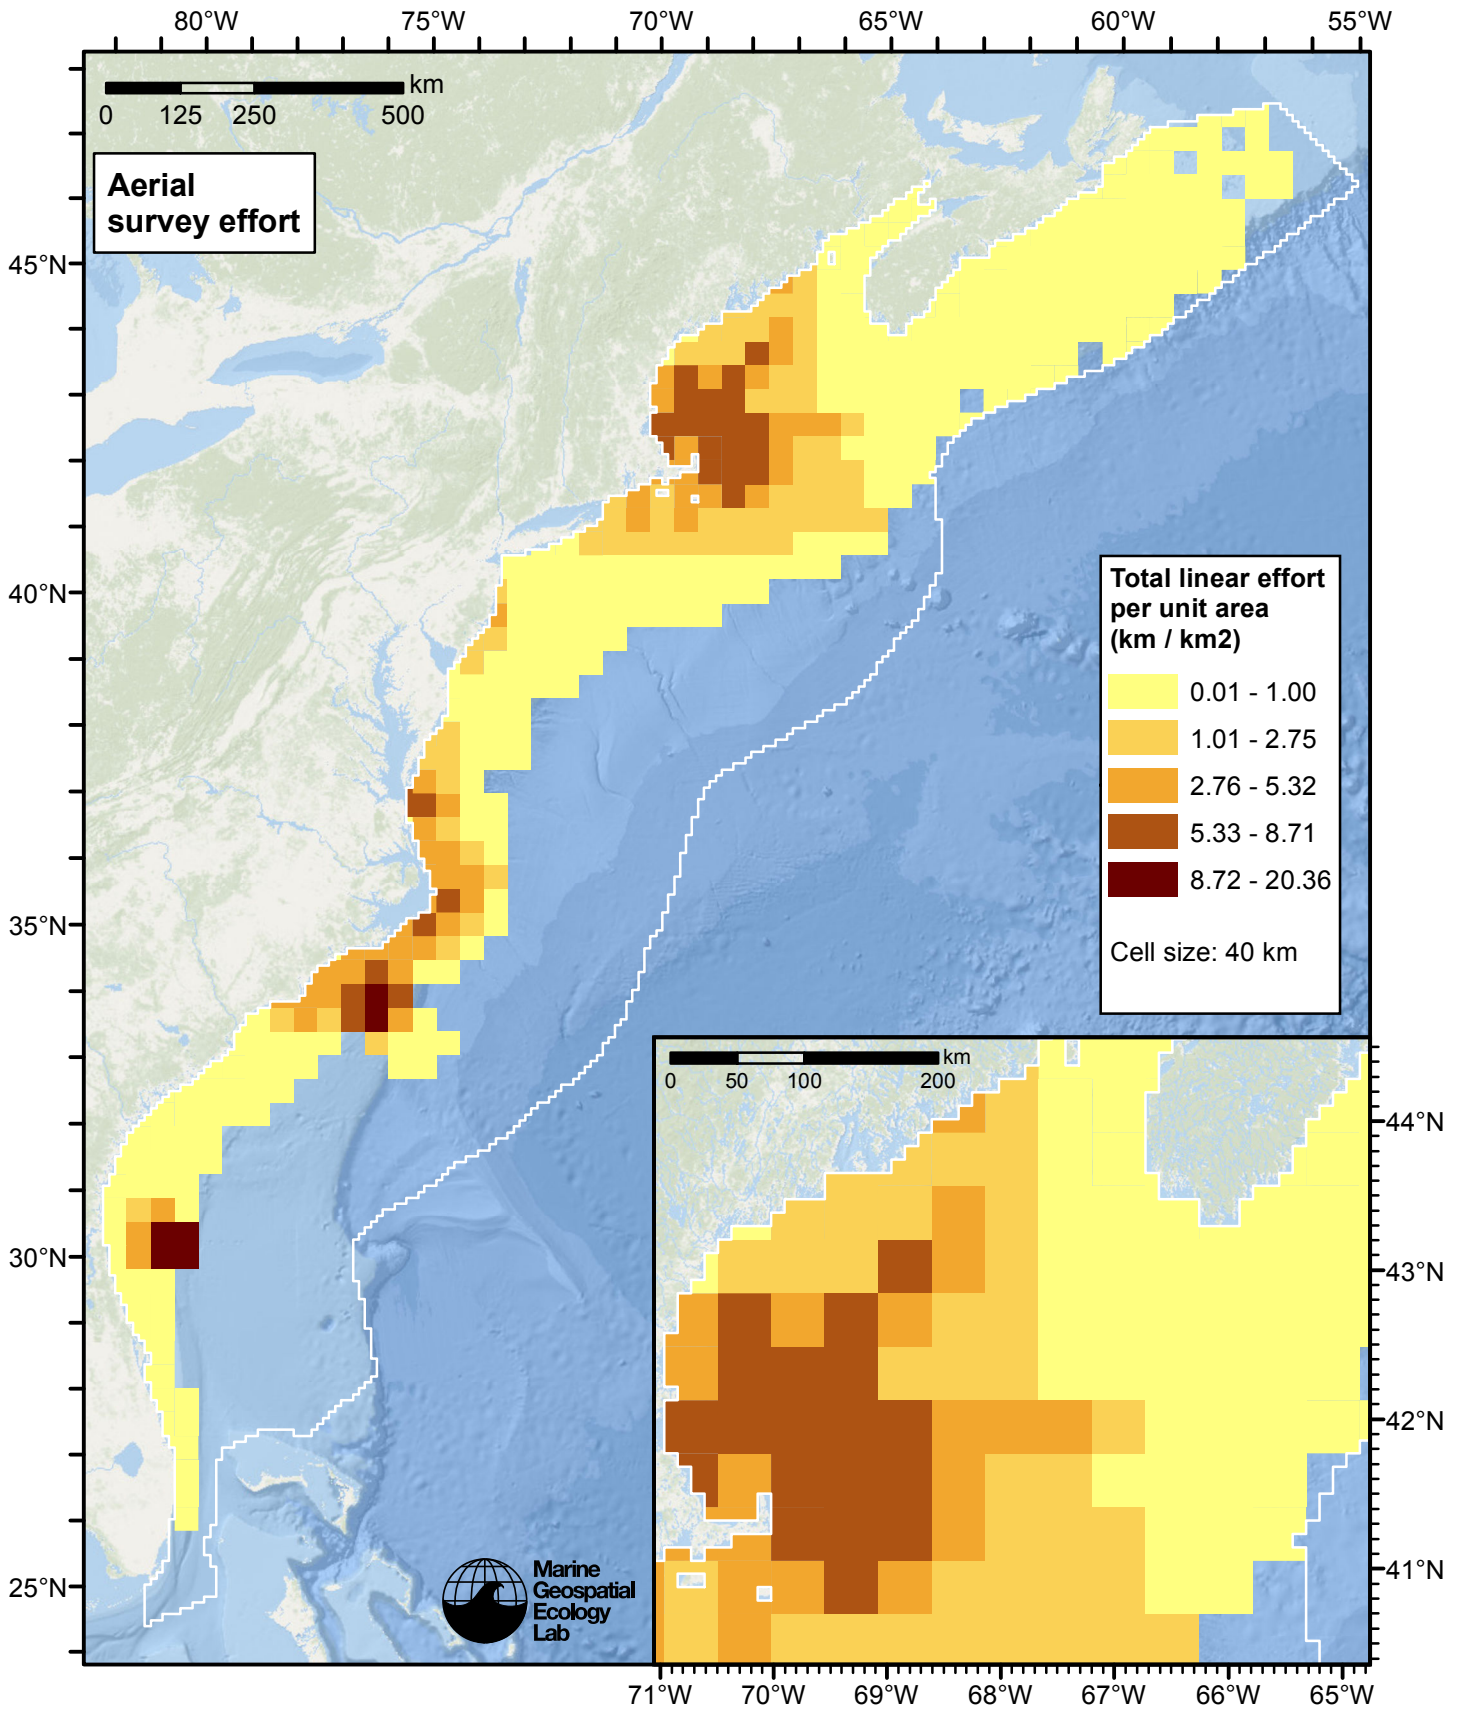 80°W 75°W 70°W 65°W 60°W 55°W
km
0 125 250 500
Aerial
survey effort
45°N
40°N
35°N
30°N
25°N
Total linear effort
per unit area
(km / km2)
0.01 - 1.00
1.01 - 2.75
2.76 - 5.32
5.33 - 8.71
8.72 - 20.36
Cell size: 40 km
km
0 50 100 200
44°N
43°N
42°N
41°N
Marine
Geospatial
Ecology
Lab
71°W 70°W 69°W 68°W 67°W 66°W 65°W